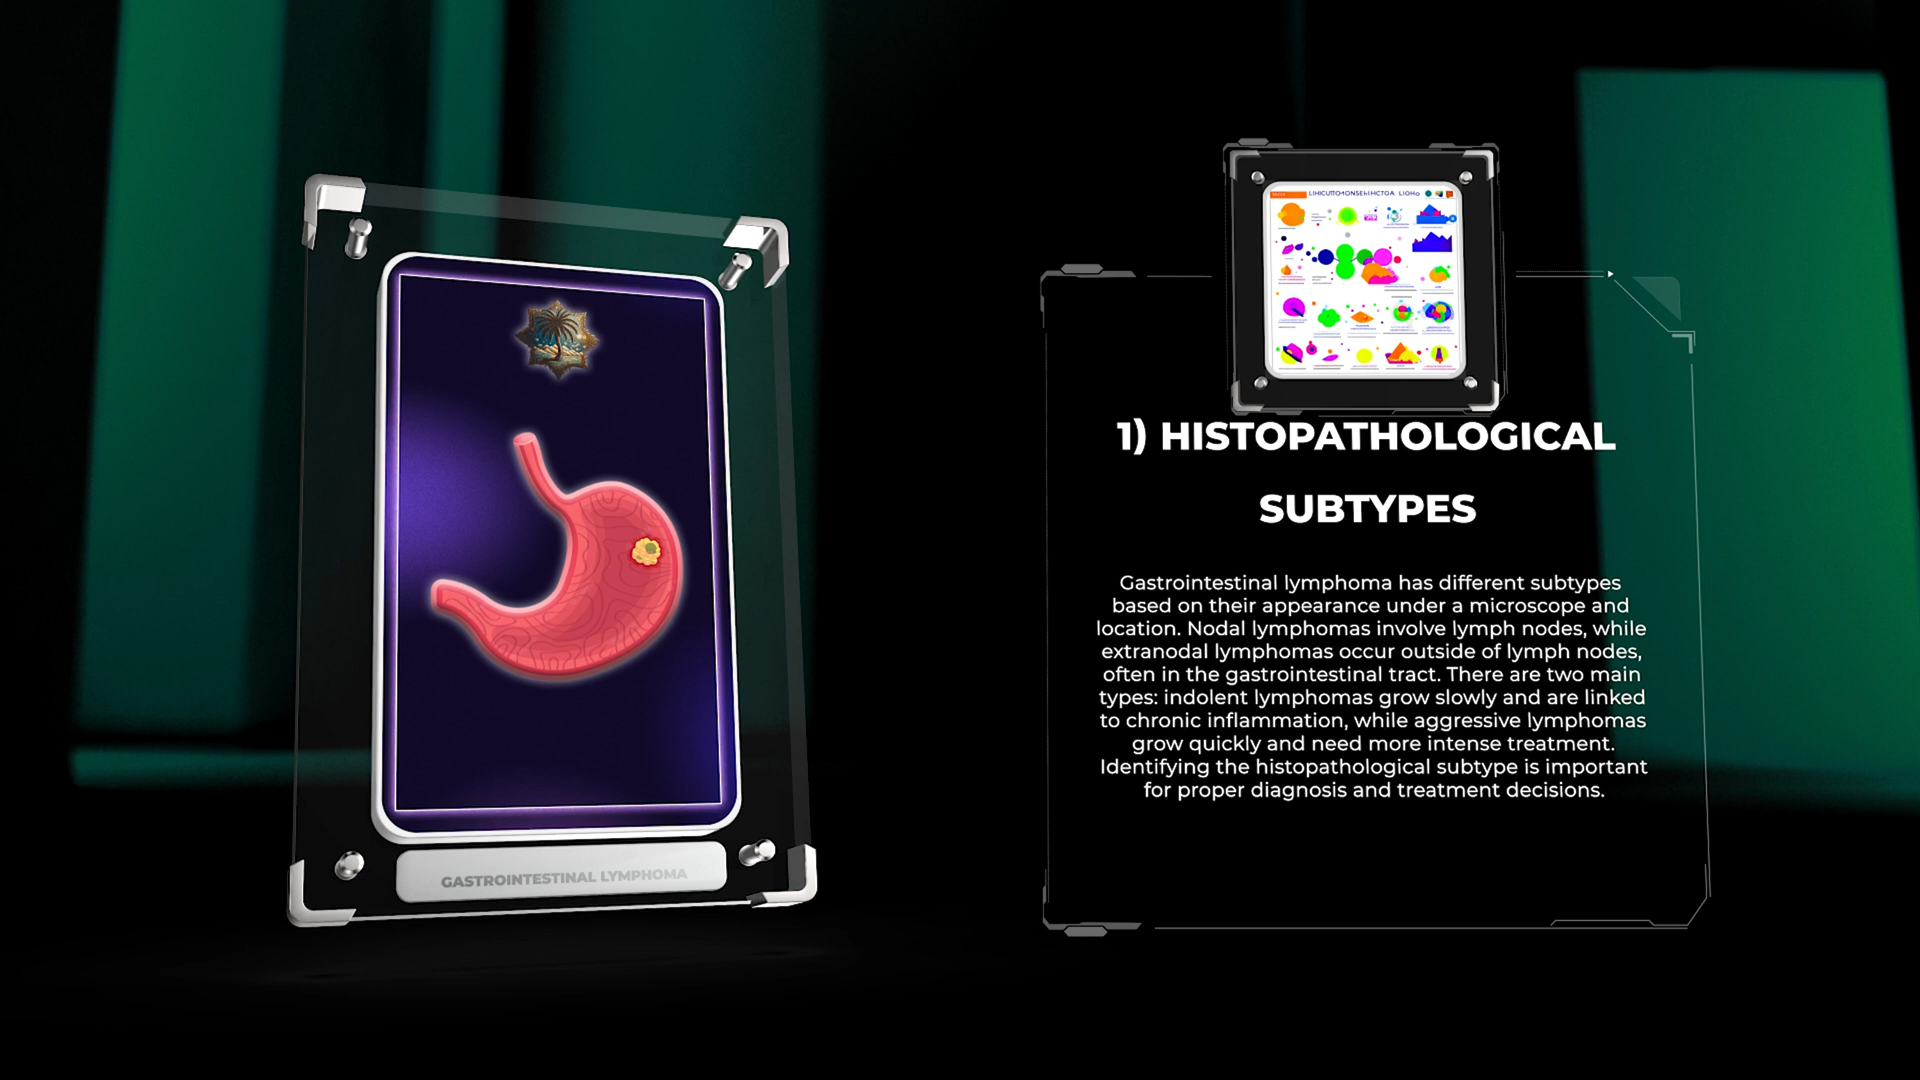 GASTROINTESTINAL LYMPHOMA
1) HISTOPATHOLOGICAL
SUBTYPES
Gastrointestinal lymphoma has different subtypes
based on their appearance under a microscope and
location. Nodal lymphomas involve lymph nodes, while
extranodal lymphomas occur outside of lymph nodes,
often in the gastrointestinal tract. There are two main
types: indolent lymphomas grow slowly and are linked
to chronic inflammation, while aggressive lymphomas
grow quickly and need more intense treatment.
Identifying the histopathological subtype is important
for proper diagnosis and treatment decisions.